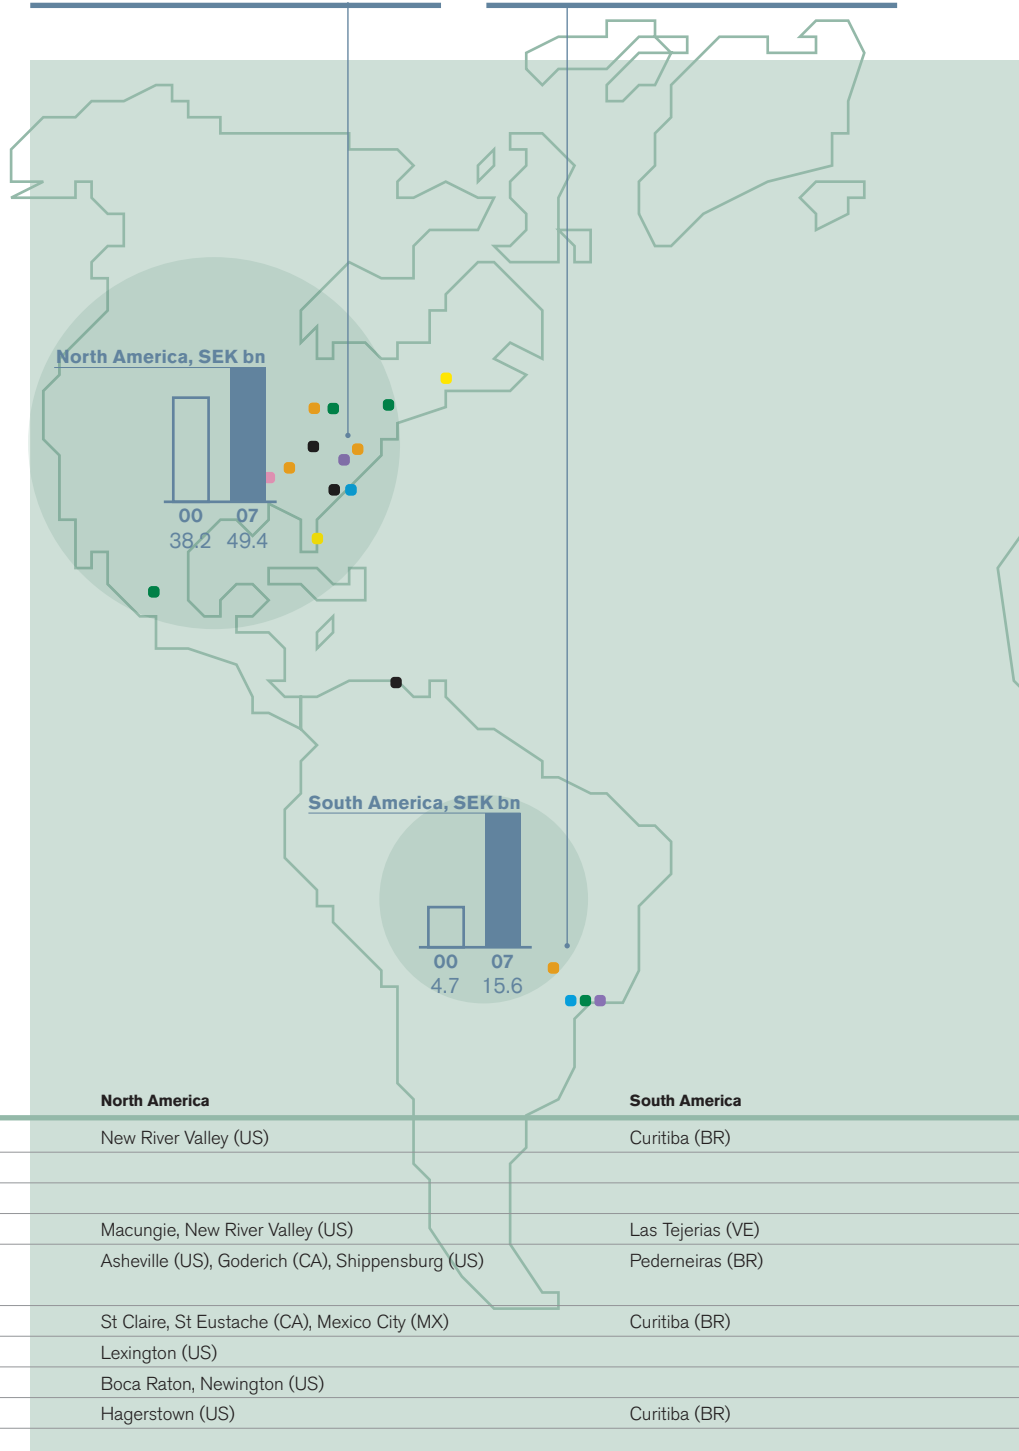 North America, SEK bn
00 07
38.2 49.4
South America, SEK bn
00 07
4.7 15.6
North America South America
New River Valley (US) Curitiba (BR)
Macungie, New River Valley (US) Las Tejerias (VE)
Asheville (US), Goderich (CA), Shippensburg (US) Pederneiras (BR)
St Claire, St Eustache (CA), Mexico City (MX) Curitiba (BR)
Lexington (US)
Boca Raton, Newington (US)
Hagerstown (US) Curitiba (BR)